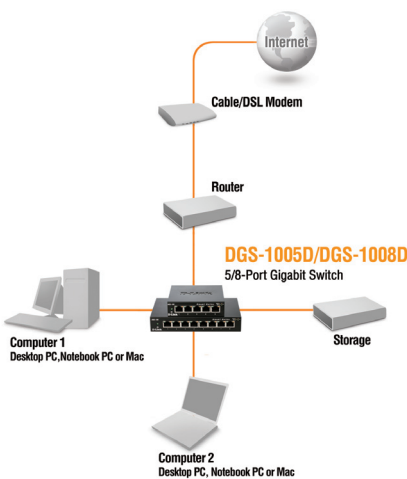 Internet
Cable/DSL Modem
Router
DGS-1005D/DGS-1008D
5/8-Port Gigabit Switch
Computer 1
Desktop PC,Notebook PC or Mac
Storage
Computer 2
Desktop PC, Notebook PC or Mac